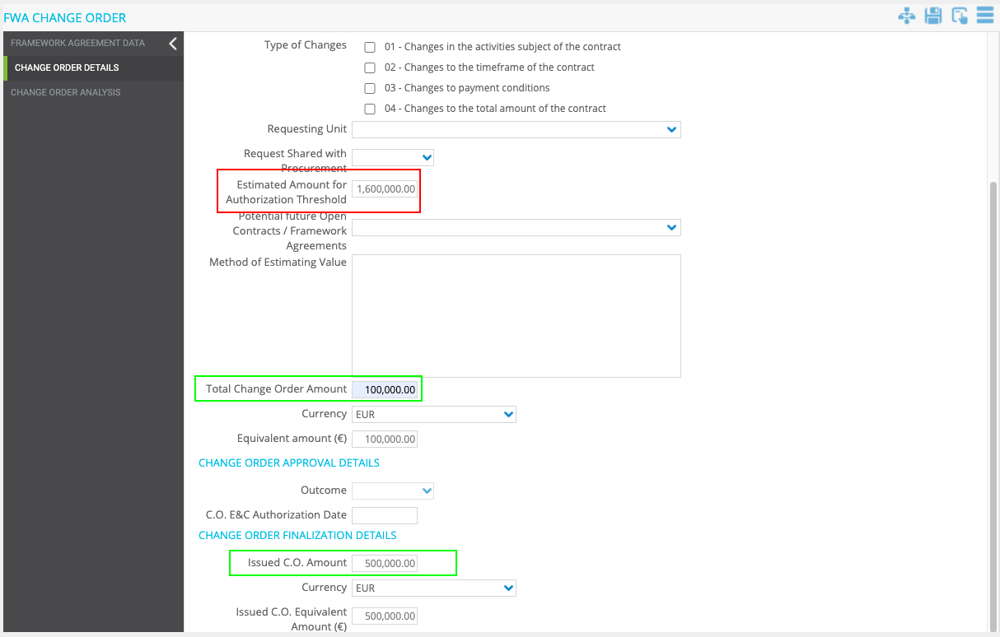 FWA CHANGE ORDER
FRAMEWORK AGREEMENT DATA
CHANGE ORDER DETAILS
CHANGE ORDER ANALYSIS
Type of Changes
01 - Changes in the activities subject of the contract
02 - Changes to the timeframe of the contract
03 - Changes to payment conditions
04 - Changes to the total amount of the contract
Requesting Unit
Request Shared with
Procurement
Estimated Amount for
Authorization Threshold
1,600,000.00
Potential future Open
Contracts / Framework
Agreements
Method of Estimating Value
Total Change Order Amount
100,000.00
Currency
EUR
Equivalent amount (€)
100,000.00
CHANGE ORDER APPROVAL DETAILS
Outcome
C.O. E&C Authorization Date
CHANGE ORDER FINALIZATION DETAILS
Issued C.O. Amount
500,000.00
Currency
EUR
Issued C.O. Equivalent
Amount (€)
500,000.00